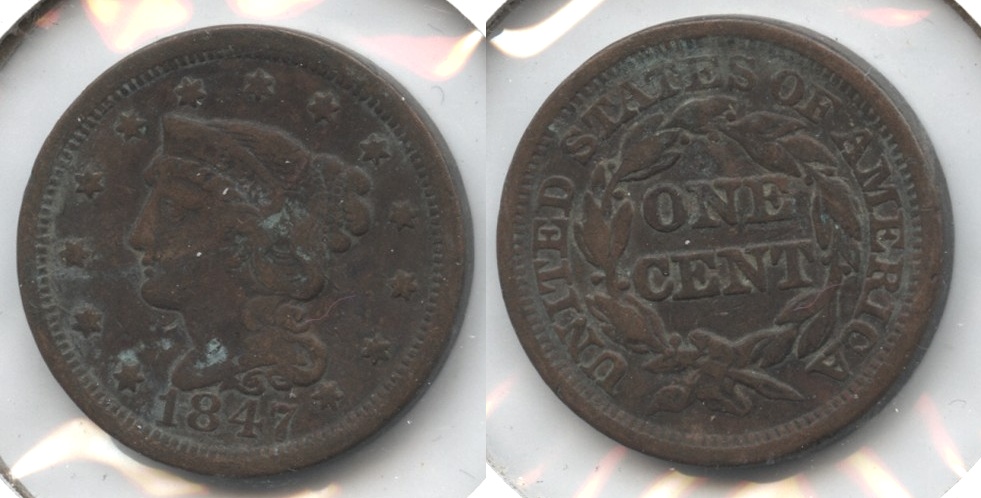 1847
UNITED STATES OF AMERICA
ONE
CENT